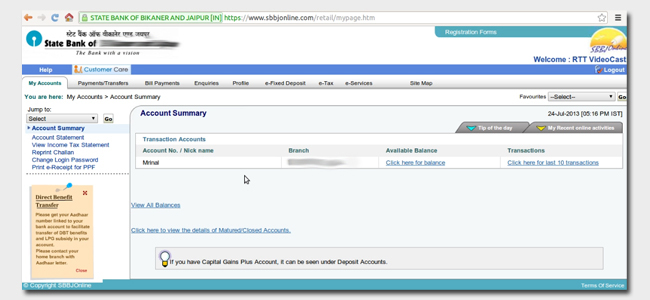 STATE BANK OF BIKANER AND JAIPUR [IN] https://www.sbbjonline.com/retail/mypage.htm
स्टेट बैंक ऑफ बीकानेर एण्ड जयपुर
State Bank of
The Bank with a vision
Registration Forms
SBBJOnline
Welcome : RTT VideoCast
Help Customer Care Logout
My Accounts Payments/Transfers Bill Payments Enquiries Profile e-Fixed Deposit e-Tax e-Services Site Map
You are here: My Accounts > Account Summary Favourites --Select-- Go
Jump to:
Select Go
Account Summary
Account Statement
View Income Tax Statement
Reprint Challan
Change Login Password
Print e-Receipt for PPF
Direct Benefit
Transfer
Please get your Aadhaar
number linked to your
bank account to facilitate
transfer of DBT benefits
and LPG subsidy in your
account.
Please contact your
home branch with
Aadhaar letter.
Close
Account Summary 24-Jul-2013 [05:16 PM IST]
Tip of the day My Recent online activities
Transaction Accounts
Account No. / Nick name Branch Available Balance Transactions
Mrinal Click here for balance Click here for last 10 transactions
View All Balances
Click here to view the details of Matured/Closed Accounts.
If you have Capital Gains Plus Account, it can be seen under Deposit Accounts.
© Copyright SBBJOnline Terms Of Service